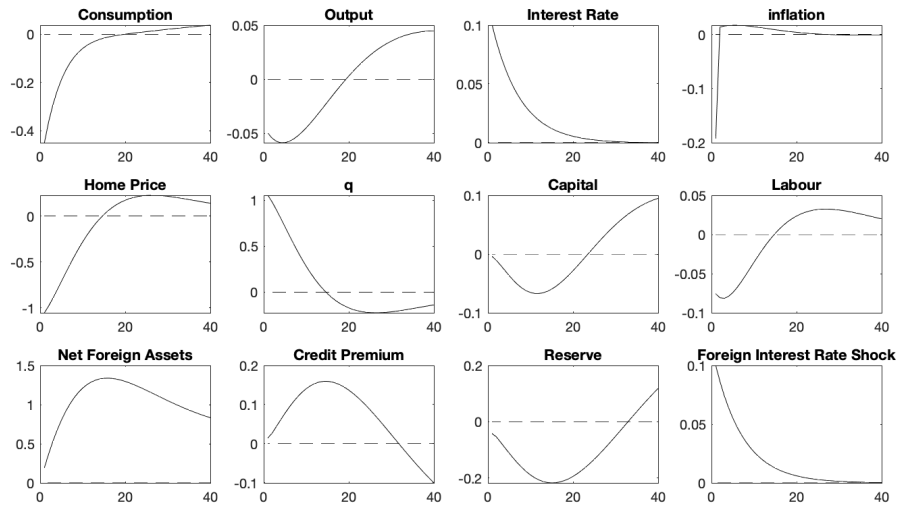 Consumption
0
-0.2
-0.4
0 20 40
Output
0.05
0
-0.05
0 20 40
Interest Rate
0.1
0.05
0
0 20 40
inflation
0
-0.1
-0.2
0 20 40
Home Price
0
-0.5
-1
0 20 40
q
1
0.5
0
0 20 40
Capital
0.1
0
-0.1
0 20 40
Labour
0.05
0
-0.05
-0.1
0 20 40
Net Foreign Assets
1.5
1
0.5
0
0 20 40
Credit Premium
0.2
0.1
0
-0.1
0 20 40
Reserve
0.2
0
-0.2
0 20 40
Foreign Interest Rate Shock
0.1
0.05
0
0 20 40